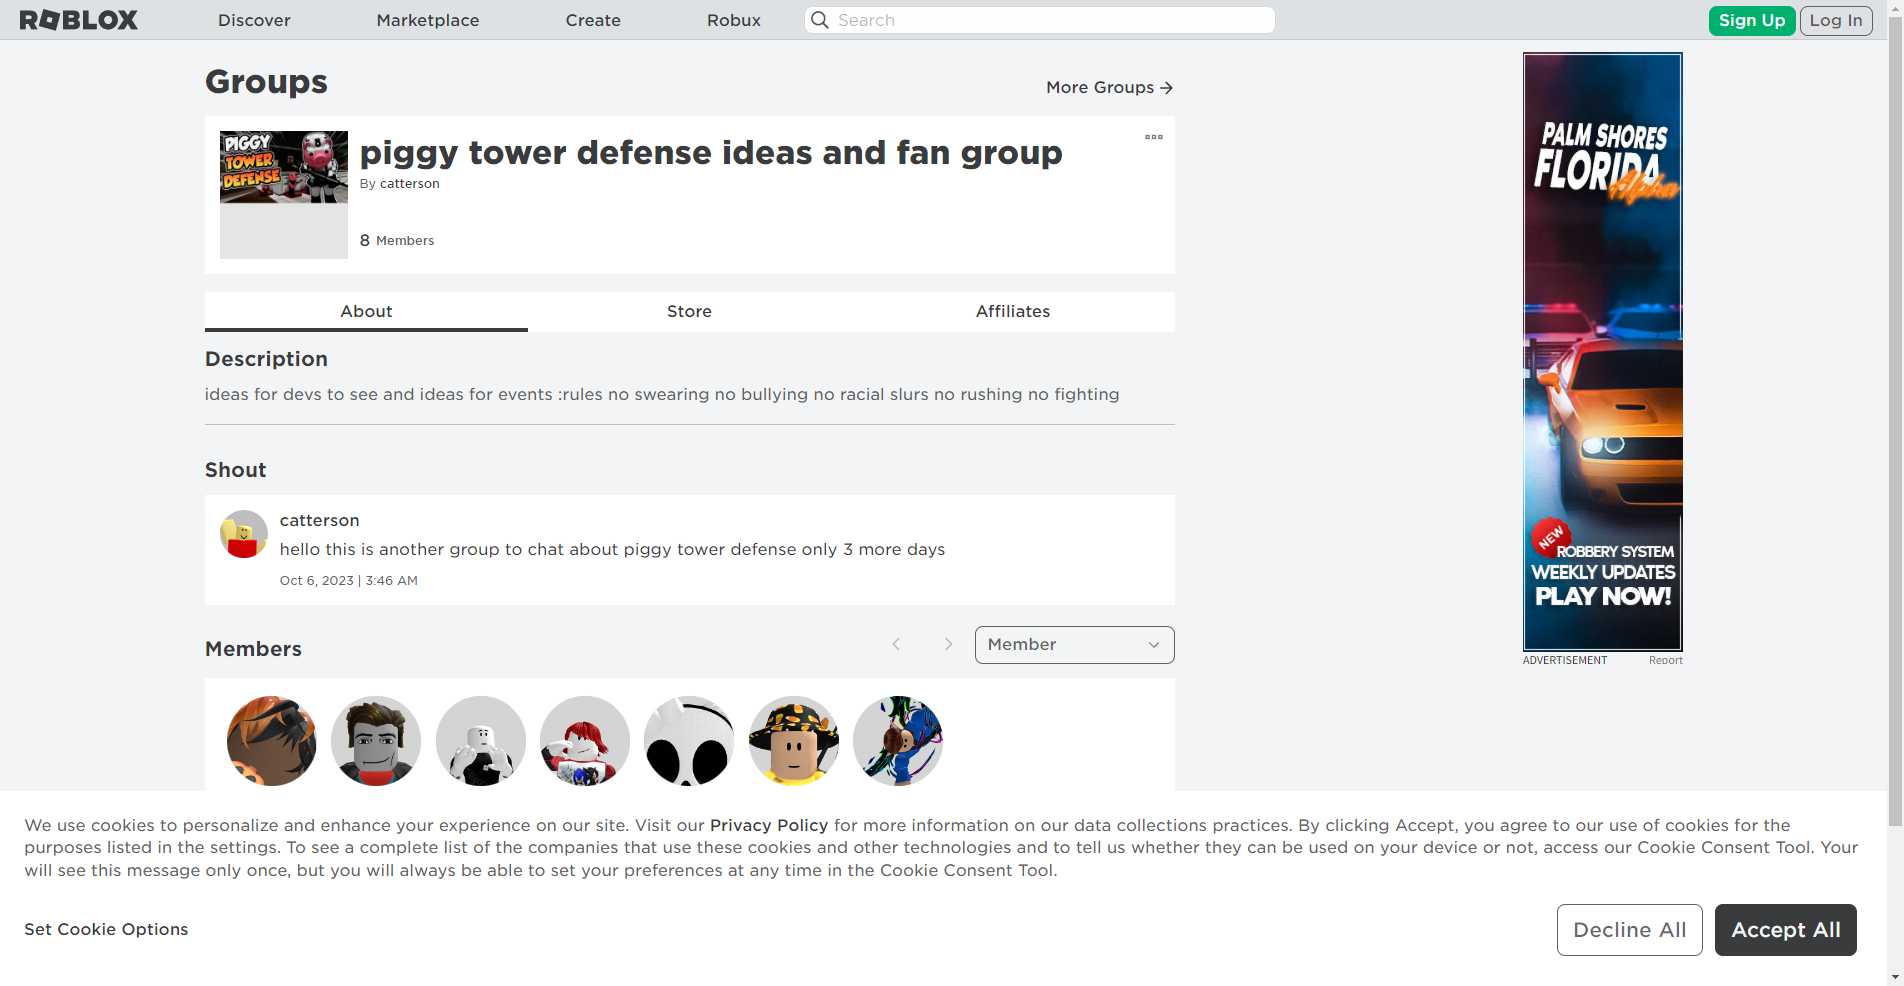 ROBLOX
Discover
Marketplace
Create
Robux
Search
Sign Up
Log In
Groups
More Groups
PIGGY
TOWER
DEFENSE
piggy tower defense ideas and fan group
By catterson
8 Members
About
Store
Affiliates
Description
ideas for devs to see and ideas for events :rules no swearing no bullying no racial slurs no rushing no fighting
Shout
catterson
hello this is another group to chat about piggy tower defense only 3 more days
Oct 6, 2023 | 3:46 AM
Members
Member
PALM SHORES
FLORIDA
Alpha
NEW
ROBBERY SYSTEM
WEEKLY UPDATES
PLAY NOW!
ADVERTISEMENT
Report
We use cookies to personalize and enhance your experience on our site. Visit our Privacy Policy for more information on our data collections practices. By clicking Accept, you agree to our use of cookies for the
purposes listed in the settings. To see a complete list of the companies that use these cookies and other technologies and to tell us whether they can be used on your device or not, access our Cookie Consent Tool. Your
will see this message only once, but you will always be able to set your preferences at any time in the Cookie Consent Tool.
Set Cookie Options
Decline All
Accept All